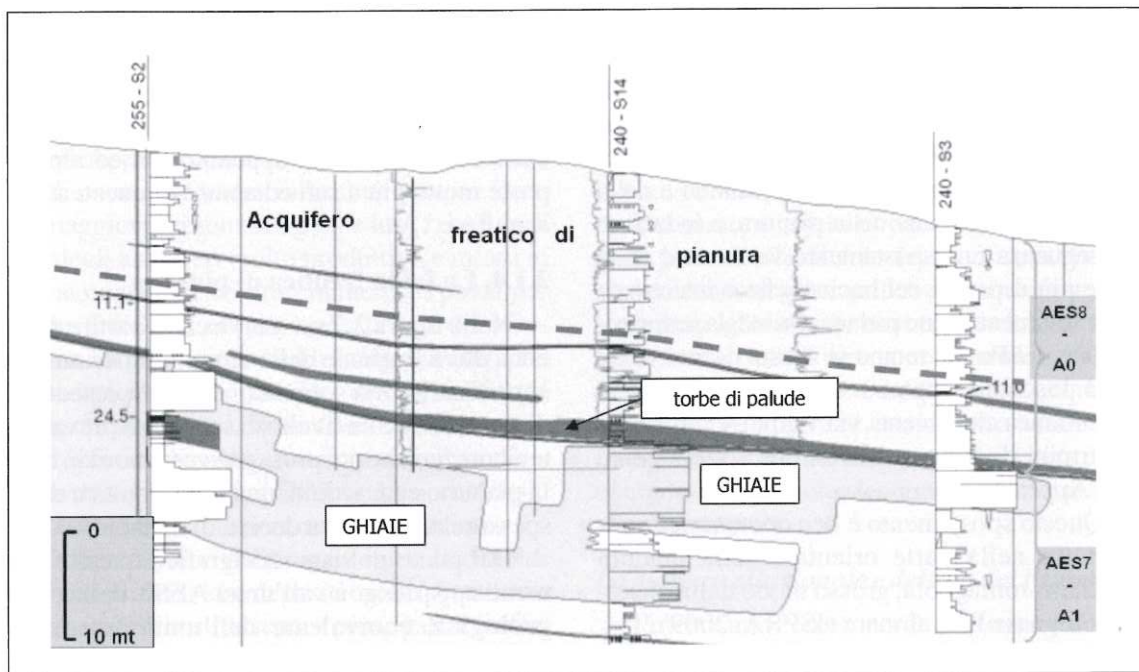 255 - S2
240 - S14
240 - S3
Acquifero
freatico di
pianura
11.1
AES8
A0
11.0
torbe di palude
24.5
GHIAIE
GHIAIE
0
10 mt
AES7
A1